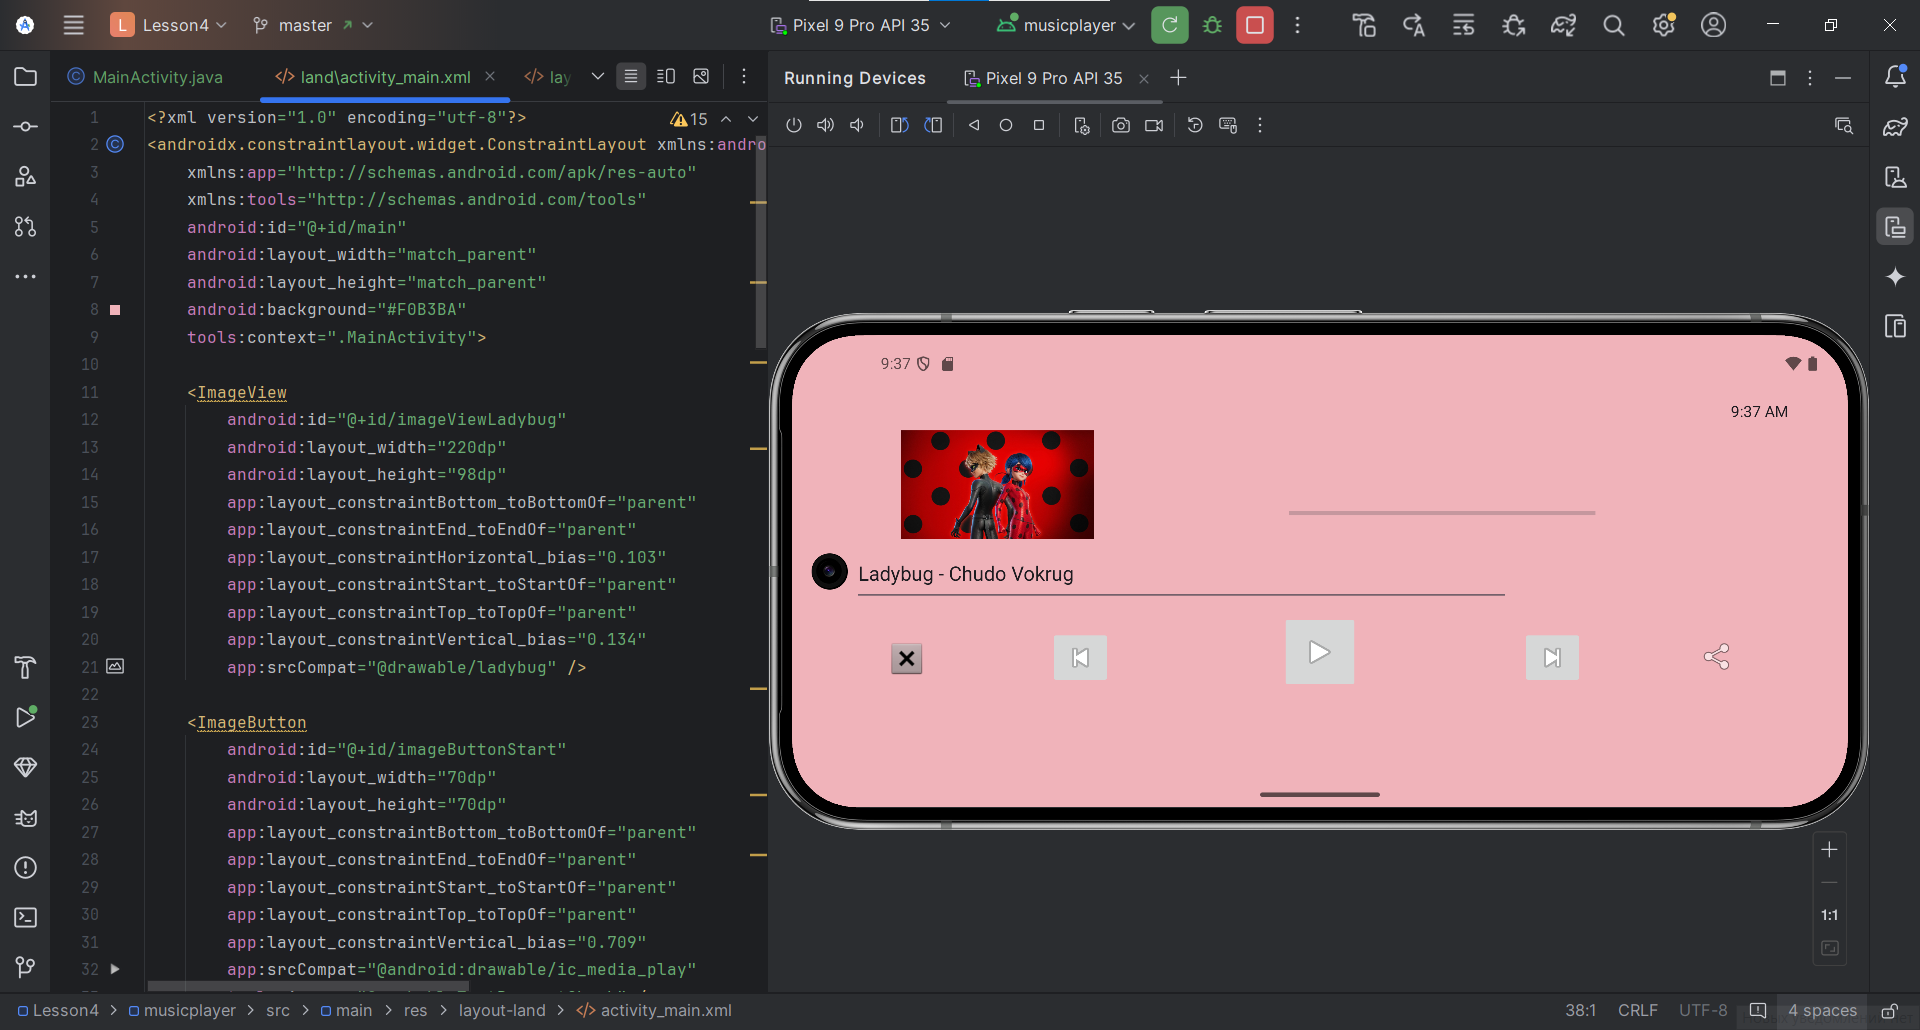 L Lesson4 master Pixel 9 Pro API 35 musicplayer
MainActivity.java land\activity_main.xml lay
Running Devices Pixel 9 Pro API 35
15
1 <?xml version="1.0" encoding="utf-8"?>
2 <androidx.constraintlayout.widget.ConstraintLayout xmlns:andro
3 xmlns:app="http://schemas.android.com/apk/res-auto"
4 xmlns:tools="http://schemas.android.com/tools"
5 android:id="@+id/main"
6 android:layout_width="match_parent"
7 android:layout_height="match_parent"
8 android:background="#F0B3BA"
9 tools:context=".MainActivity">
10
11 <ImageView
12 android:id="@+id/imageViewLadybug"
13 android:layout_width="220dp"
14 android:layout_height="98dp"
15 app:layout_constraintBottom_toBottomOf="parent"
16 app:layout_constraintEnd_toEndOf="parent"
17 app:layout_constraintHorizontal_bias="0.103"
18 app:layout_constraintStart_toStartOf="parent"
19 app:layout_constraintTop_toTopOf="parent"
20 app:layout_constraintVertical_bias="0.134"
21 app:srcCompat="@drawable/ladybug" />
22
23 <ImageButton
24 android:id="@+id/imageButtonStart"
25 android:layout_width="70dp"
26 android:layout_height="70dp"
27 app:layout_constraintBottom_toBottomOf="parent"
28 app:layout_constraintEnd_toEndOf="parent"
29 app:layout_constraintStart_toStartOf="parent"
30 app:layout_constraintTop_toTopOf="parent"
31 app:layout_constraintVertical_bias="0.709"
32 app:srcCompat="@android:drawable/ic_media_play"
9:37
9:37 AM
Ladybug - Chudo Vokrug
1:1
Lesson4 > musicplayer > src > main > res > layout-land > activity_main.xml
38:1 CRLF UTF-8 4 spaces